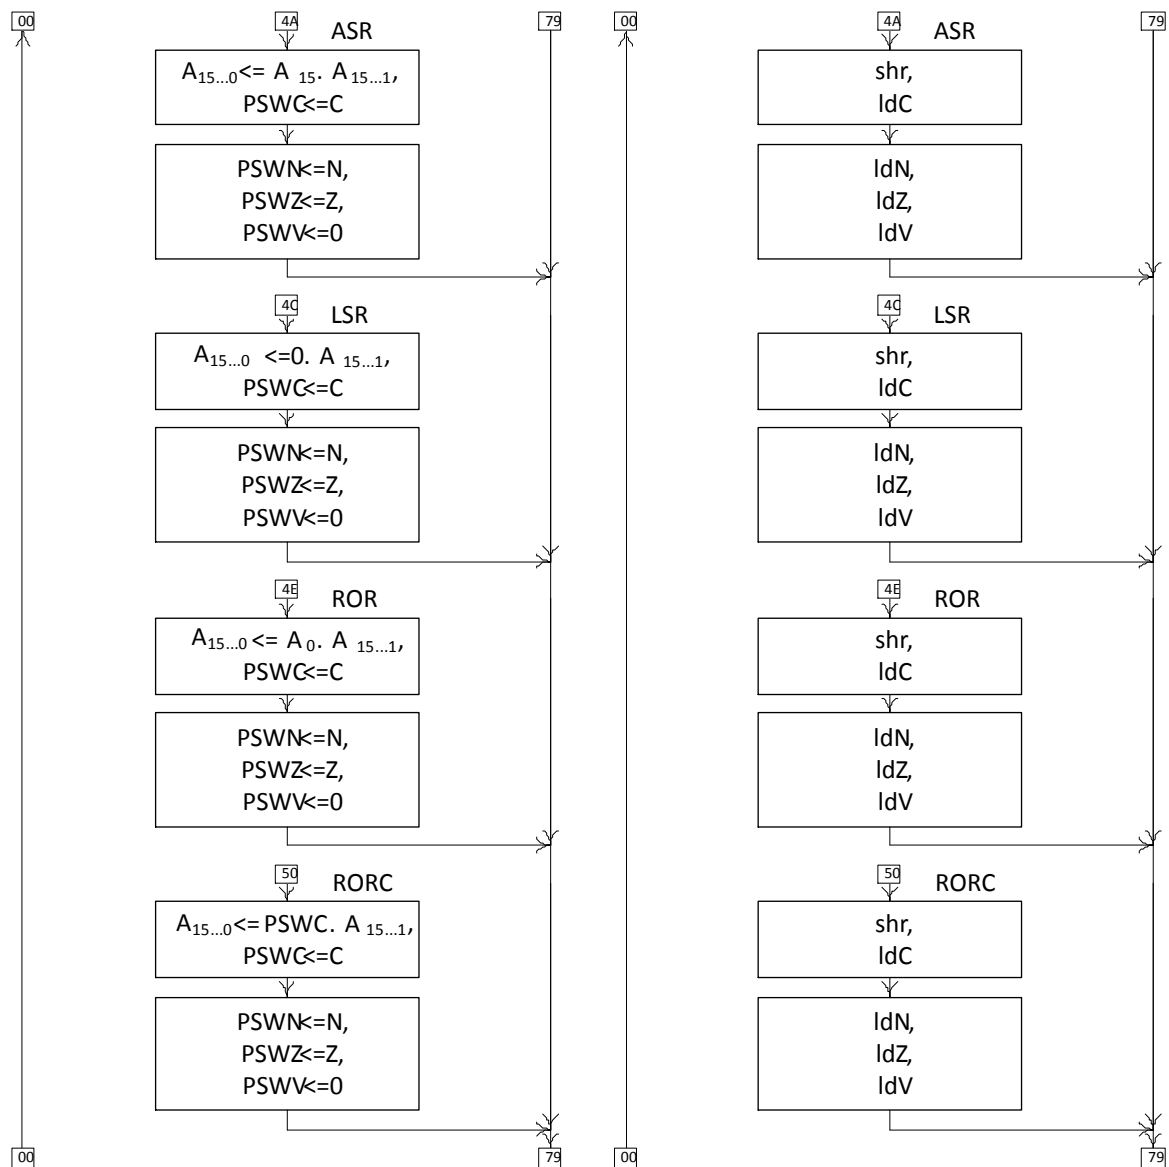 00 4A ASR 79
A15...0<= A 15. A15...1,
PSWC<=C
PSWN<=N,
PSWZ<=Z,
PSWV<=0
4C LSR
A15...0 <=0. A 15...1,
PSWC<=C
PSWN<=N,
PSWZ<=Z,
PSWV<=0
4E ROR
A15...0 <= A 0. A 15...1,
PSWC<=C
PSWN<=N,
PSWZ<=Z,
PSWV<=0
50 RORC
A15...0<=PSWC. A 15...1,
PSWC<=C
PSWN<=N,
PSWZ<=Z,
PSWV<=0
00 79
00 4A ASR 79
shr,
ldC
ldN,
ldZ,
ldV
4C LSR
shr,
ldC
ldN,
ldZ,
ldV
4E ROR
shr,
ldC
ldN,
ldZ,
ldV
50 RORC
shr,
ldC
ldN,
ldZ,
ldV
00 79